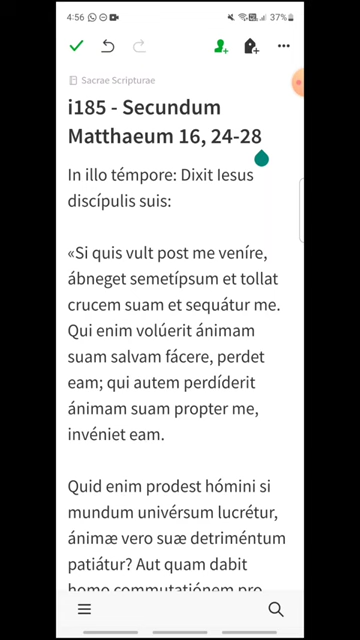 4:56
37%
Sacrae Scripturae
i185 - Secundum
Matthaeum 16, 24-28
In illo témpore: Dixit Iesus
discípulis suis:
«Si quis vult post me veníre,
ábneget semetípsum et tollat
crucem suam et sequátur me.
Qui enim volúerit ánimam
suam salvam fácere, perdet
eam; qui autem perdíderit
ánimam suam propter me,
invéniet eam.
Quid enim prodest hómini si
mundum univérsum lucrétur,
ánimæ vero suæ detriméntum
patiátur? Aut quam dabit
homo commutatiónem pro